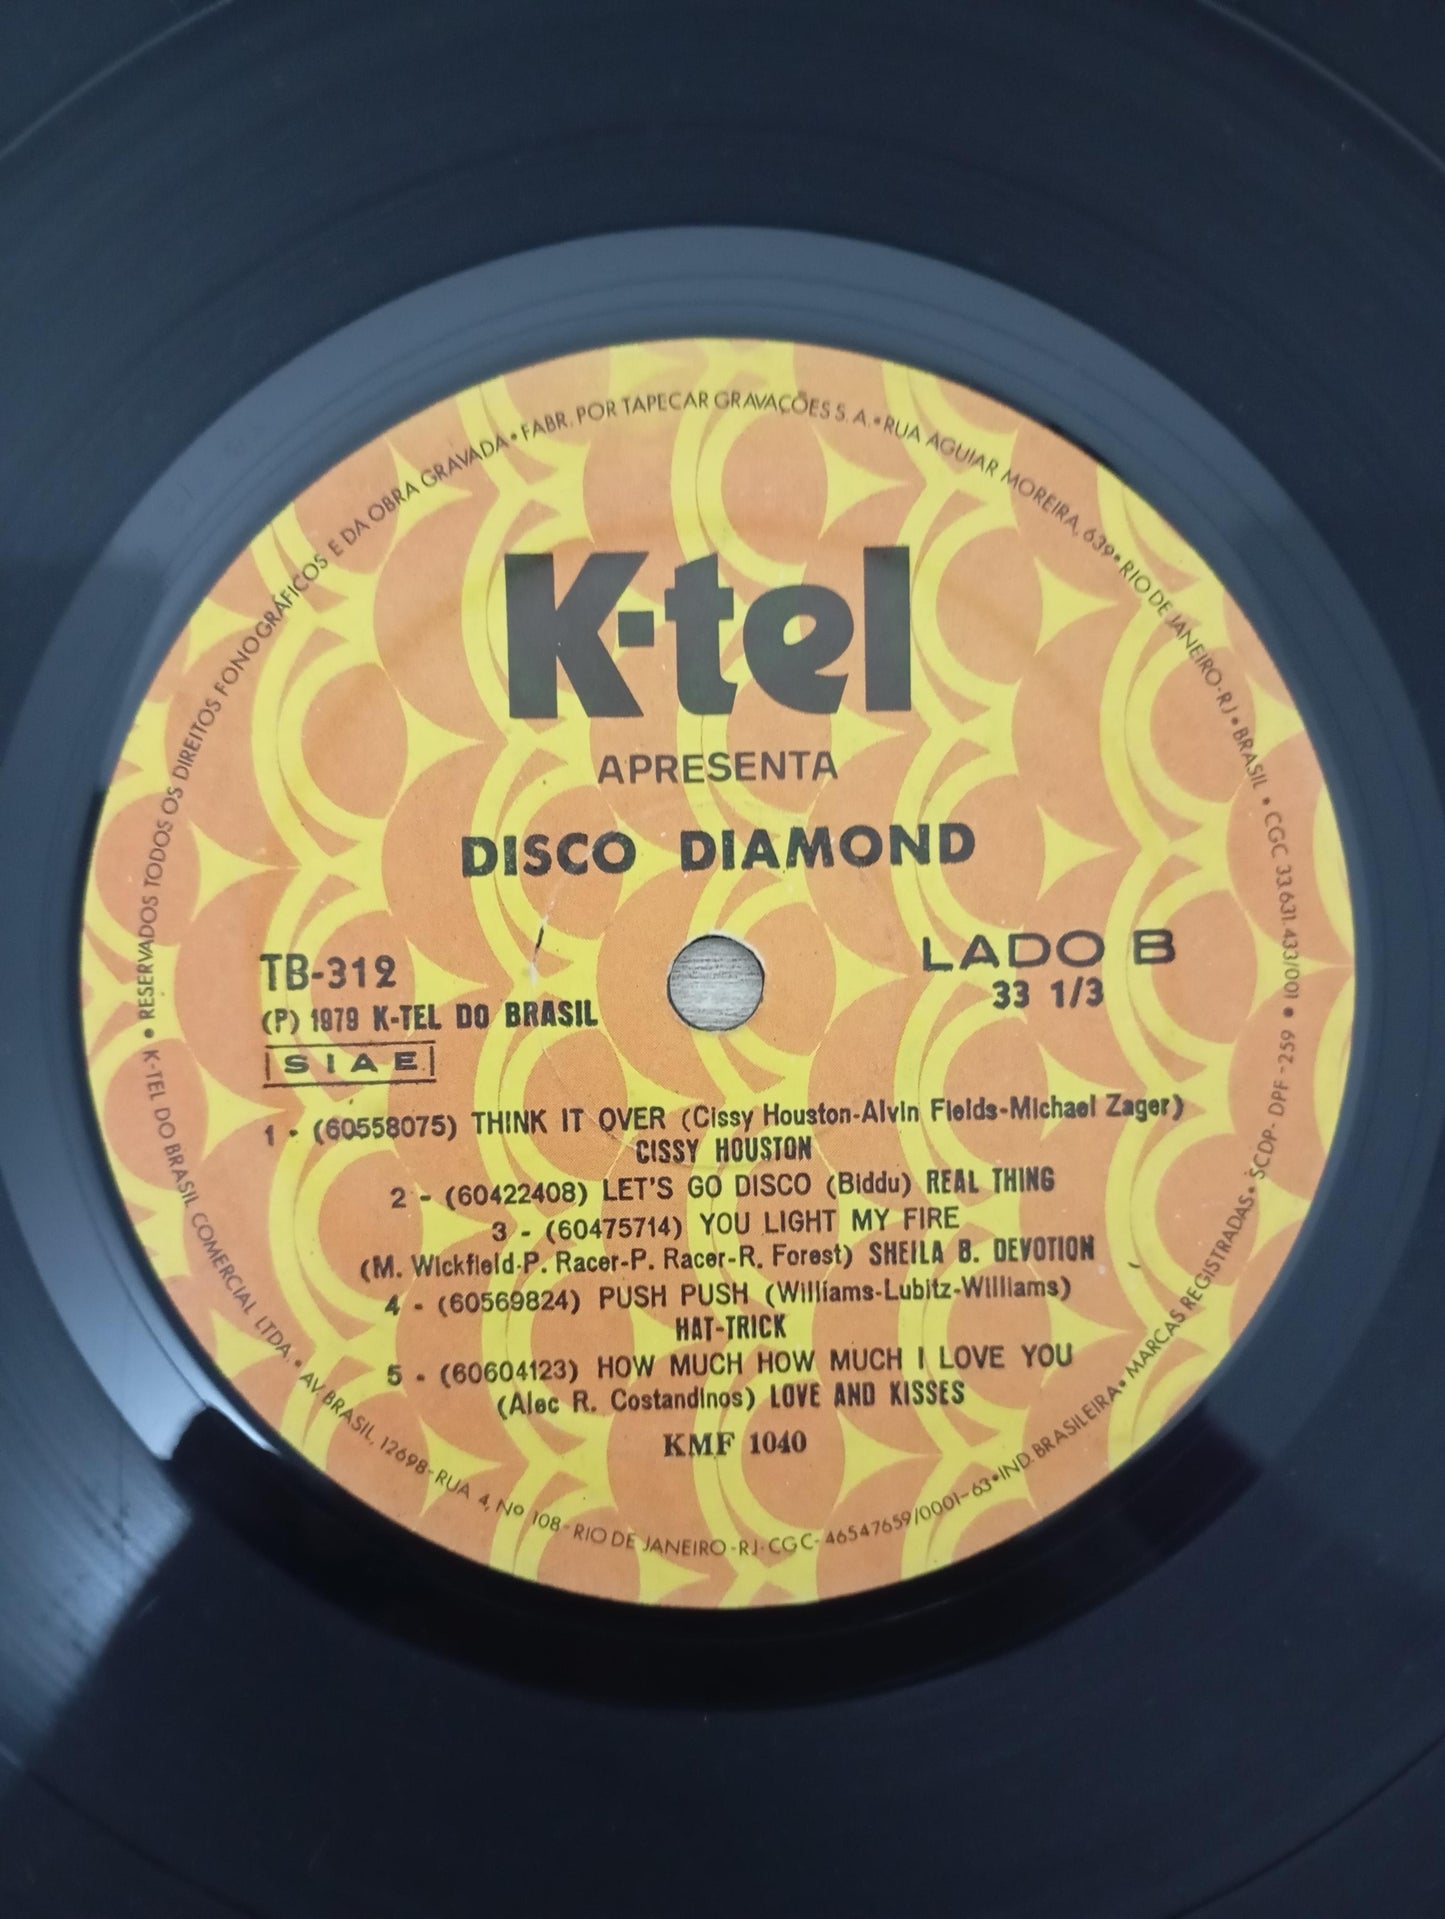 • RESERVADOS TODOS OS DIREITOS FONOGRÁFICOS E DA OBRA GRAVADA • FABR. POR TAPECAR GRAVAÇÕES S. A. • RUA AGUIAR MOREIRA, 639 • RIO DE JANEIRO-RJ • BRASIL • CGC 33.631.433/001 • SCDP- DPF -259
K-tel
APRESENTA
DISCO DIAMOND
TB-312
(P) 1979 K-TEL DO BRASIL
SIAE
LADO B
33 1/3
1 - (60558075) THINK IT OVER (Cissy Houston-Alvin Fields-Michael Zager)
CISSY HOUSTON
2 - (60422408) LET'S GO DISCO (Biddu) REAL THING
3 - (60475714) YOU LIGHT MY FIRE
(M. Wickfield-P. Racer-P. Racer-R. Forest) SHEILA B. DEVOTION
4 - (60569824) PUSH PUSH (Williams-Lubitz-Williams)
HAT-TRICK
5 - (60604123) HOW MUCH HOW MUCH I LOVE YOU
(Alec R. Costandinos) LOVE AND KISSES
KMF 1040
K-TEL DO BRASIL COMERCIAL LTDA. • AV. BRASIL, 12698-RUA 4, Nº 108-RIO DE JANEIRO-RJ-CGC-46547659/0001-63 • IND. BRASILEIRA • MARCAS REGISTRADAS •